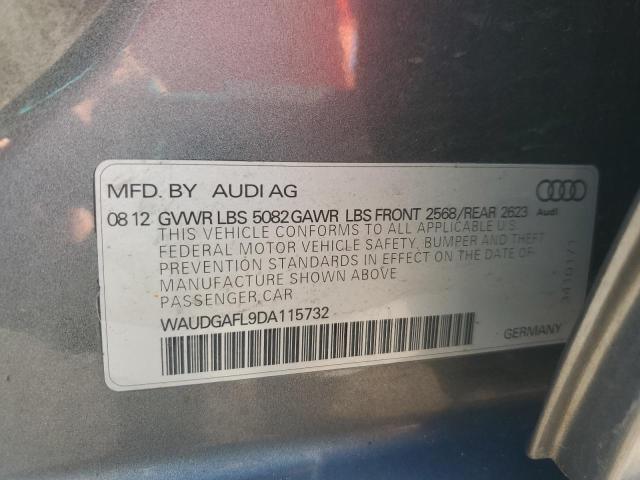 MFD. BY AUDI AG
08 12 GVWR LBS 5082 GAWR LBS FRONT 2568/REAR 2623 Audi
THIS VEHICLE CONFORMS TO ALL APPLICABLE U.S.
FEDERAL MOTOR VEHICLE SAFETY, BUMPER AND THEFT
PREVENTION STANDARDS IN EFFECT ON THE DATE OF
MANUFACTURE SHOWN ABOVE
PASSENGER CAR
WAUDGAFL9DA115732
GERMANY